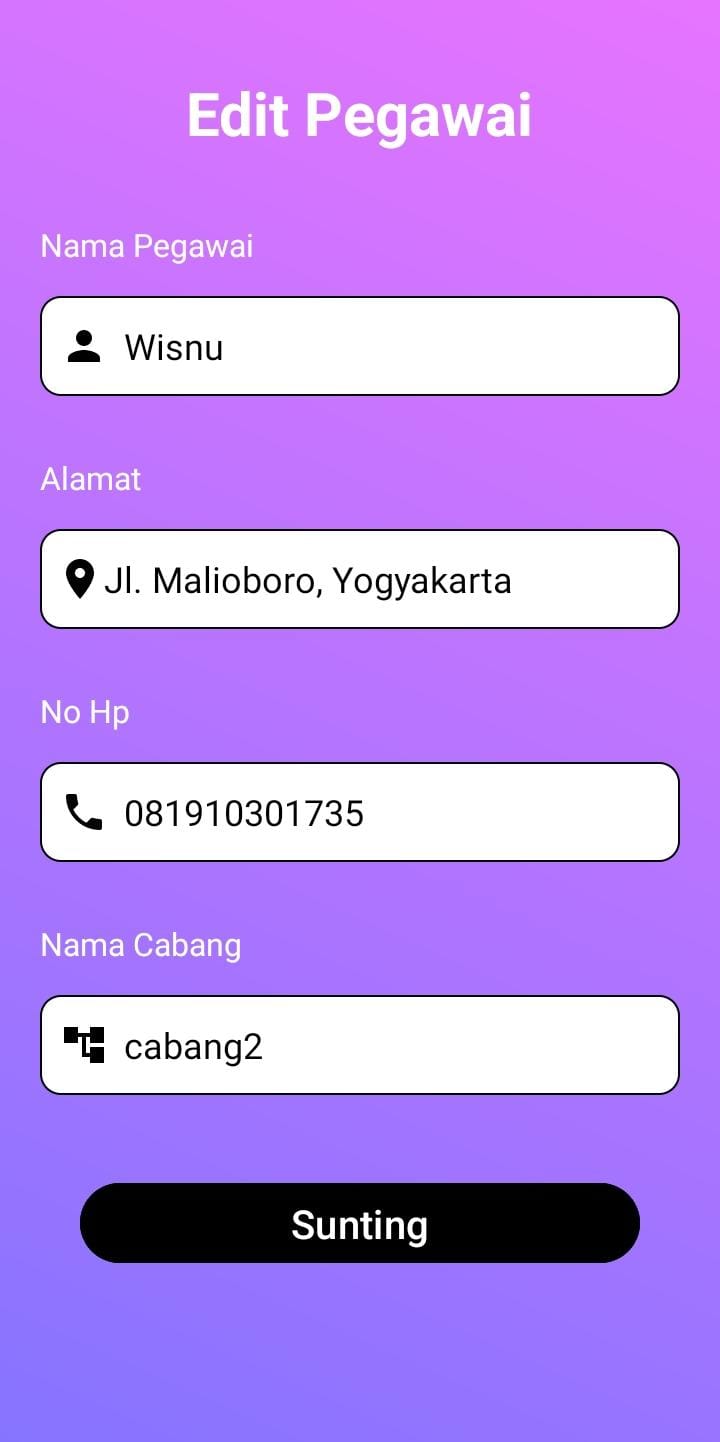 Edit Pegawai
Nama Pegawai
Wisnu
Alamat
Jl. Malioboro, Yogyakarta
No Hp
081910301735
Nama Cabang
cabang2
Sunting